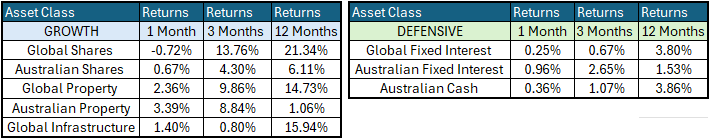 Asset Class Returns Returns Returns
GROWTH 1 Month 3 Months 12 Months
Global Shares -0.72% 13.76% 21.34%
Australian Shares 0.67% 4.30% 6.11%
Global Property 2.36% 9.86% 14.73%
Australian Property 3.39% 8.84% 1.06%
Global Infrastructure 1.40% 0.80% 15.94%
Asset Class Returns Returns Returns
DEFENSIVE 1 Month 3 Months 12 Months
Global Fixed Interest 0.25% 0.67% 3.80%
Australian Fixed Interest 0.96% 2.65% 1.53%
Australian Cash 0.36% 1.07% 3.86%